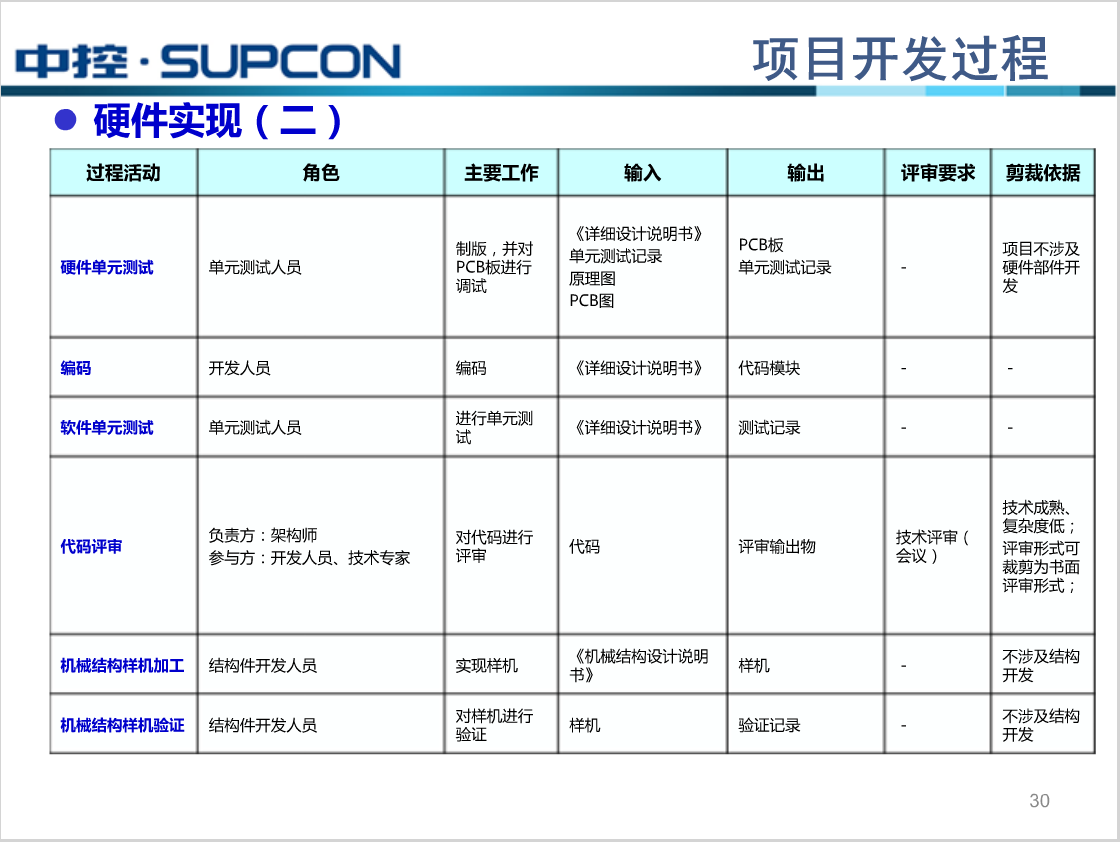 中控·SUPCON
项目开发过程
● 硬件实现（二）
过程活动 角色 主要工作 输入 输出 评审要求 剪裁依据
硬件单元测试
单元测试人员
制版，并对
PCB板进行
调试
《详细设计说明书》
单元测试记录
原理图
PCB图
PCB板
单元测试记录
-
项目不涉及
硬件部件开
发
编码
开发人员
编码
《详细设计说明书》
代码模块
-
-
软件单元测试
单元测试人员
进行单元测
试
《详细设计说明书》
测试记录
-
-
代码评审
负责方：架构师
参与方：开发人员、技术专家
对代码进行
评审
代码
评审输出物
技术评审（
会议）
技术成熟、
复杂度低；
评审形式可
裁剪为书面
评审形式；
机械结构样机加工
结构件开发人员
实现样机
《机械结构设计说明
书》
样机
-
不涉及结构
开发
机械结构样机验证
结构件开发人员
对样机进行
验证
样机
验证记录
-
不涉及结构
开发
30